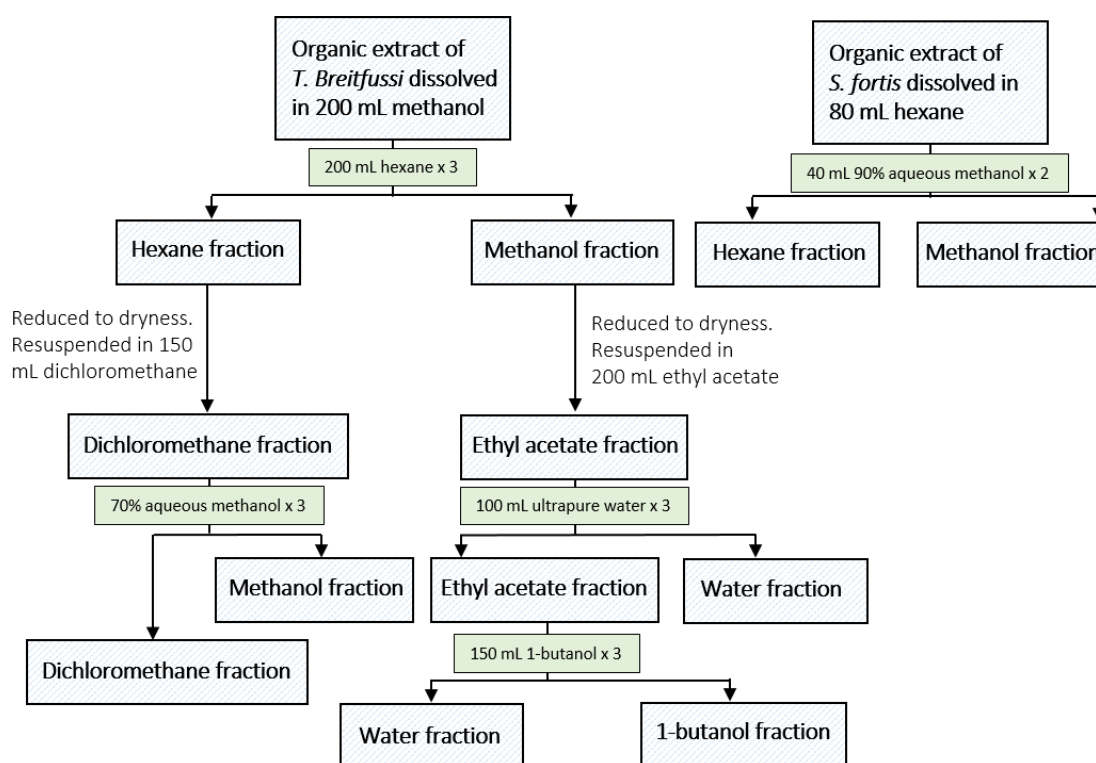 Organic extract of
T. Breitfussi dissolved
in 200 mL methanol
Organic extract of
S. fortis dissolved in
80 mL hexane
200 mL hexane x 3
40 mL 90% aqueous methanol x 2
Hexane fraction
Methanol fraction
Hexane fraction
Methanol fraction
Reduced to dryness.
Resuspended in 150
mL dichloromethane
Reduced to dryness.
Resuspended in
200 mL ethyl acetate
Dichloromethane fraction
Ethyl acetate fraction
70% aqueous methanol x 3
100 mL ultrapure water x 3
Methanol fraction
Ethyl acetate fraction
Water fraction
Dichloromethane fraction
150 mL 1-butanol x 3
Water fraction
1-butanol fraction